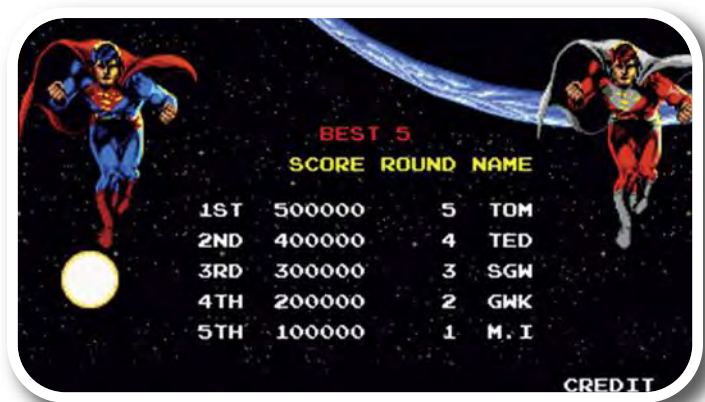 BEST 5
SCORE ROUND NAME
1ST 500000 5 TOM
2ND 400000 4 TED
3RD 300000 3 SGW
4TH 200000 2 GWK
5TH 100000 1 M.I
CREDIT